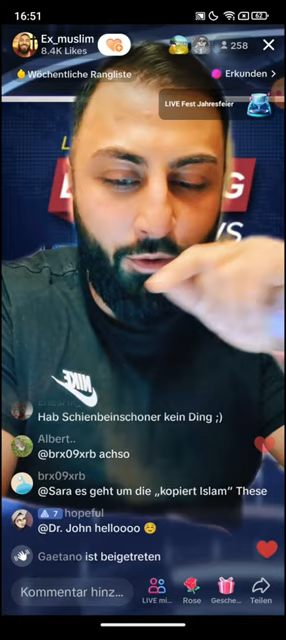 16:51
62
Ex_muslim
8.4K Likes
258
Wöchentliche Rangliste
Erkunden >
LIVE Fest Jahresfeier
NIKE
Hab Schienbeinschoner kein Ding ;)
Albert..
@brx09xrb achso
brx09xrb
@Sara es geht um die „kopiert Islam“ These
7 hopeful
@Dr. John helloooo ☺️
Gaetano ist beigetreten
Kommentar hinz...
LIVE mi...
Rose
Gesche...
Teilen